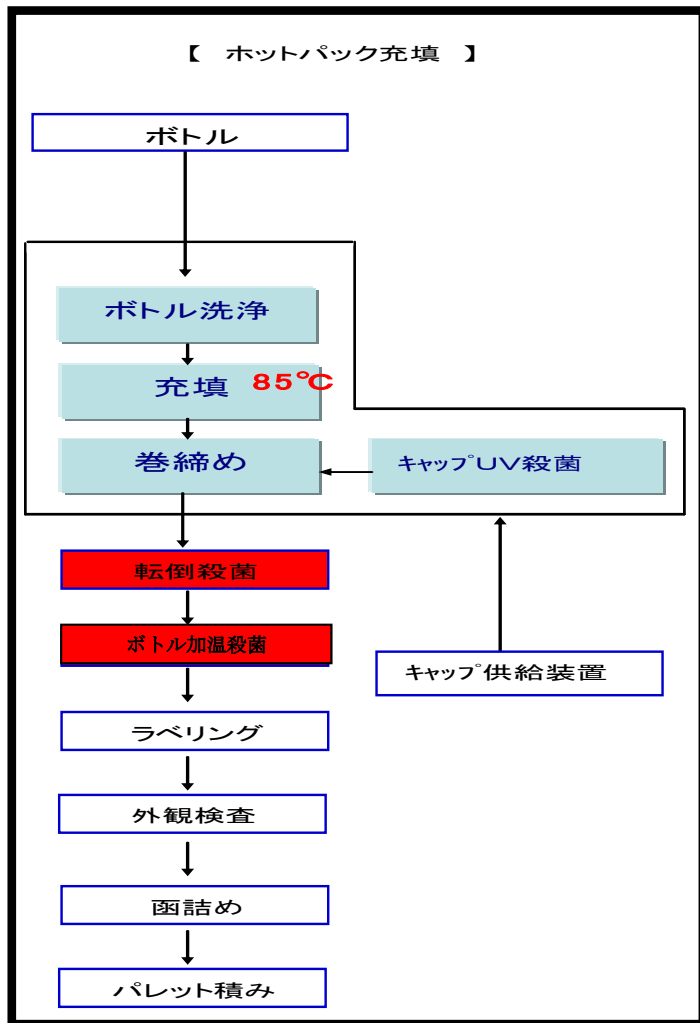 【 ホットパック充填 】
ボトル
ボトル洗浄
充填 85℃
巻締め
キャップUV殺菌
転倒殺菌
ボトル加温殺菌
キャップ供給装置
ラベリング
外観検査
函詰め
パレット積み